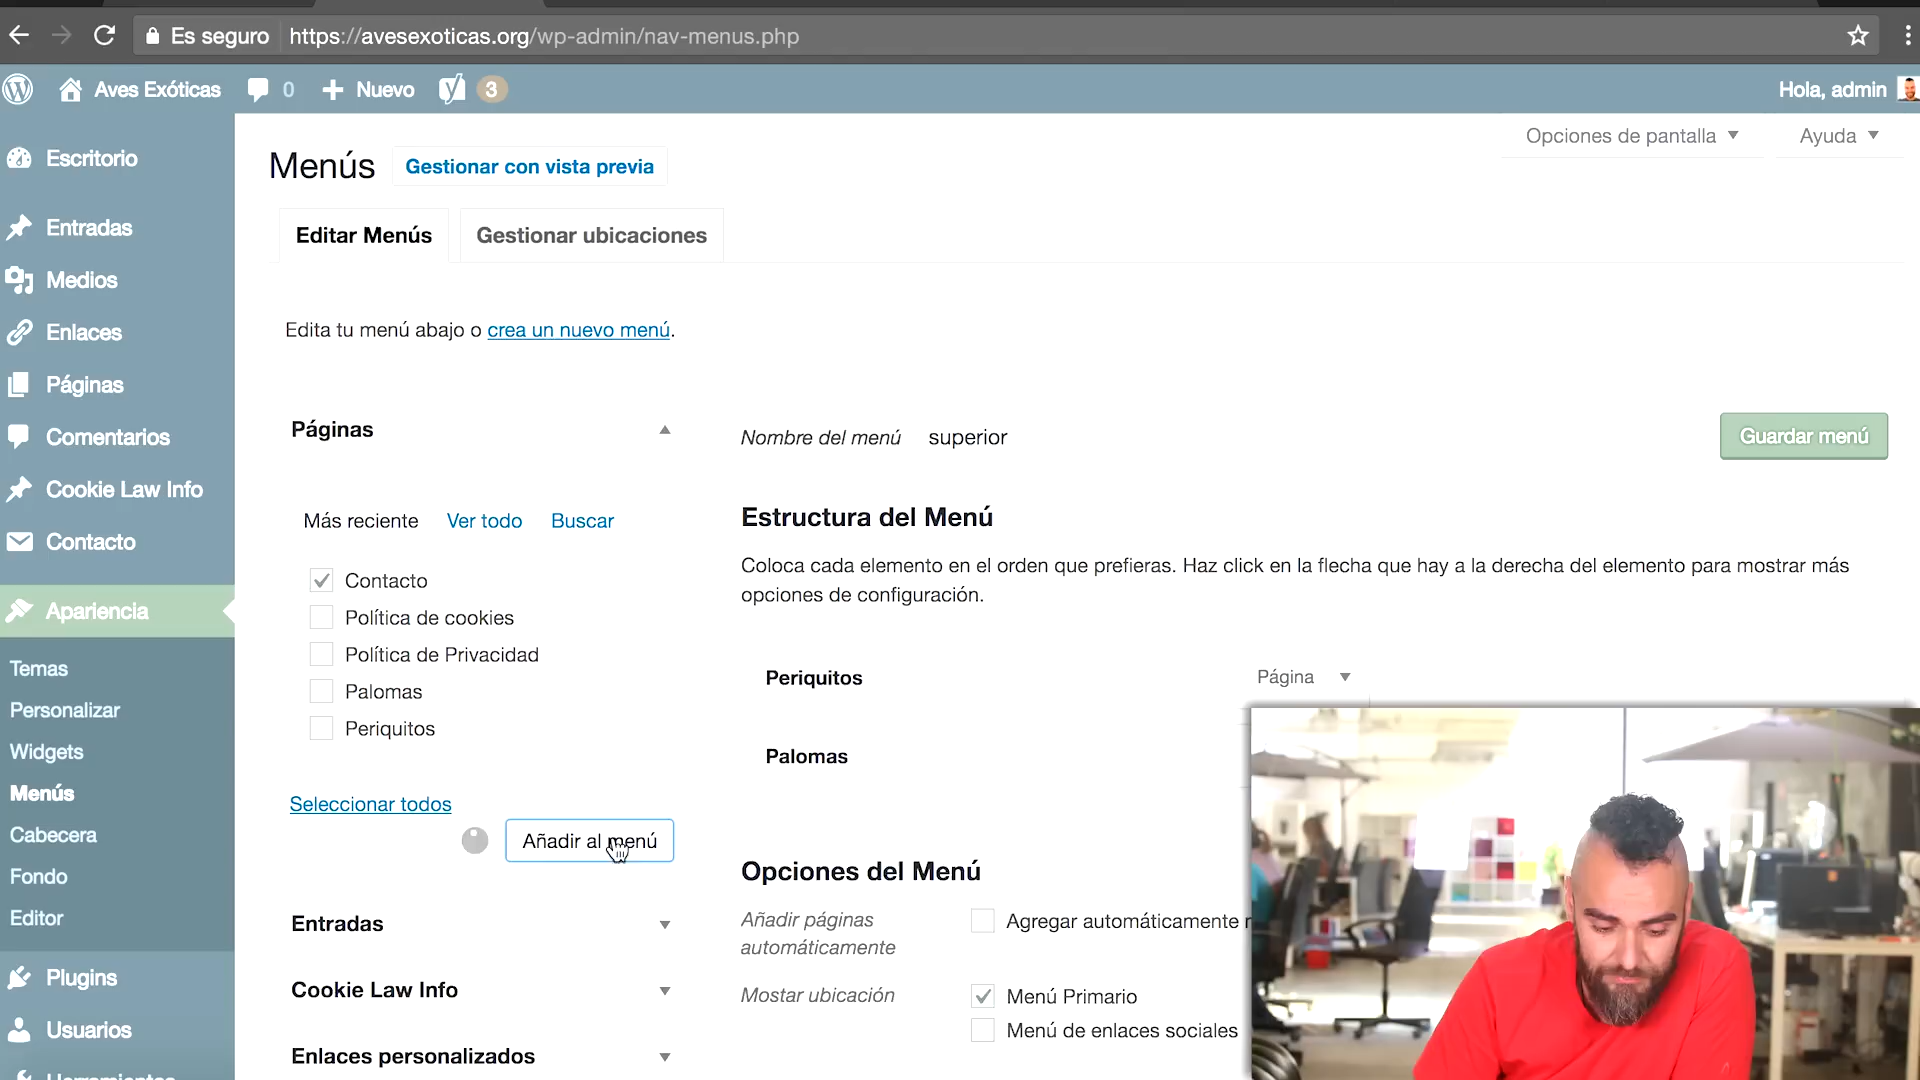 Es seguro https://avesexoticas.org/wp-admin/nav-menus.php
Aves Exóticas 0 Nuevo 3 Hola, admin
Opciones de pantalla Ayuda
Escritorio
Entradas
Medios
Enlaces
Páginas
Comentarios
Cookie Law Info
Contacto
Apariencia
Temas
Personalizar
Widgets
Menús
Cabecera
Fondo
Editor
Plugins
Usuarios
Herramientas
Menús Gestionar con vista previa
Editar Menús Gestionar ubicaciones
Edita tu menú abajo o crea un nuevo menú.
Páginas
Más reciente Ver todo Buscar
Contacto
Política de cookies
Política de Privacidad
Palomas
Periquitos
Seleccionar todos
Añadir al menú
Entradas
Cookie Law Info
Enlaces personalizados
Nombre del menú superior
Guardar menú
Estructura del Menú
Coloca cada elemento en el orden que prefieras. Haz click en la flecha que hay a la derecha del elemento para mostrar más
opciones de configuración.
Periquitos Página
Palomas
Opciones del Menú
Añadir páginas
automáticamente
Agregar automáticamente
Mostar ubicación
Menú Primario
Menú de enlaces sociales